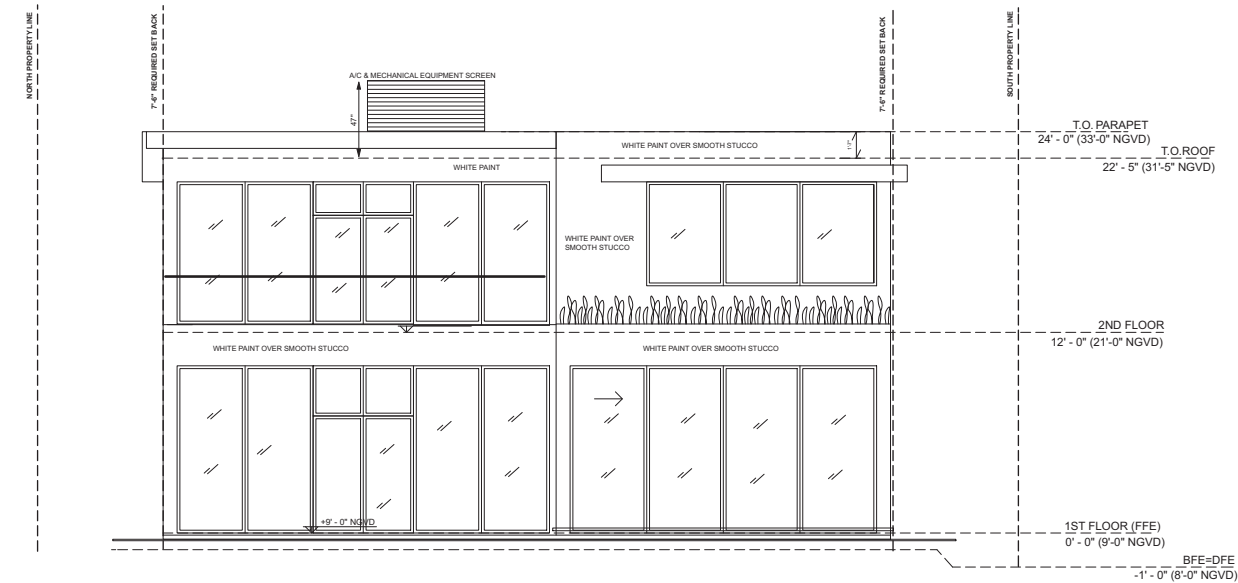 NORTH PROPERTY LINE
7'-6" REQUIRED SET BACK
7'-6" REQUIRED SET BACK
SOUTH PROPERTY LINE
A/C & MECHANICAL EQUIPMENT SCREEN
47"
T.O. PARAPET
24' - 0" (33'-0" NGVD)
WHITE PAINT OVER SMOOTH STUCCO
T.O.ROOF
22' - 5" (31'-5" NGVD)
WHITE PAINT
WHITE PAINT OVER
SMOOTH STUCCO
2ND FLOOR
12' - 0" (21'-0" NGVD)
WHITE PAINT OVER SMOOTH STUCCO
WHITE PAINT OVER SMOOTH STUCCO
+9' - 0" NGVD
1ST FLOOR (FFE)
0' - 0" (9'-0" NGVD)
BFE=DFE
-1' - 0" (8'-0" NGVD)